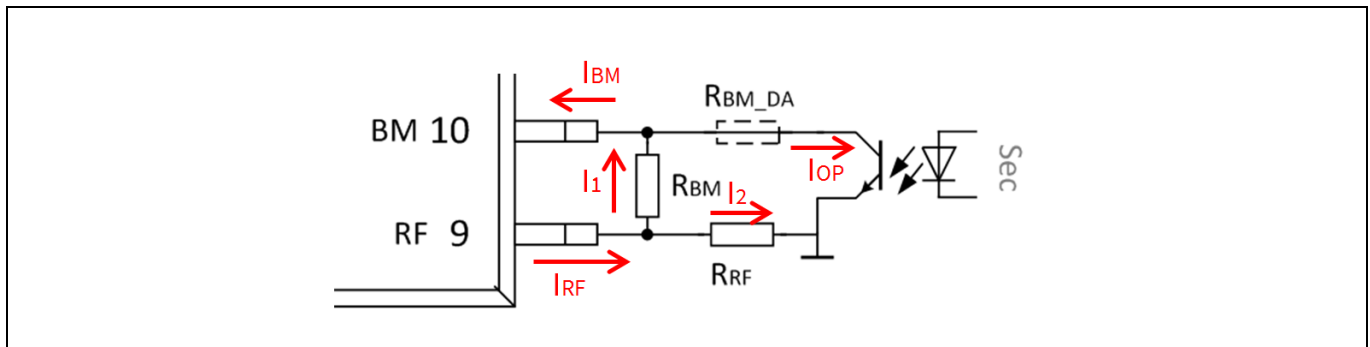 IBM
RBM_DA
BM 10
IOP
Sec
I1
RBM
I2
RF 9
IRF
RRF